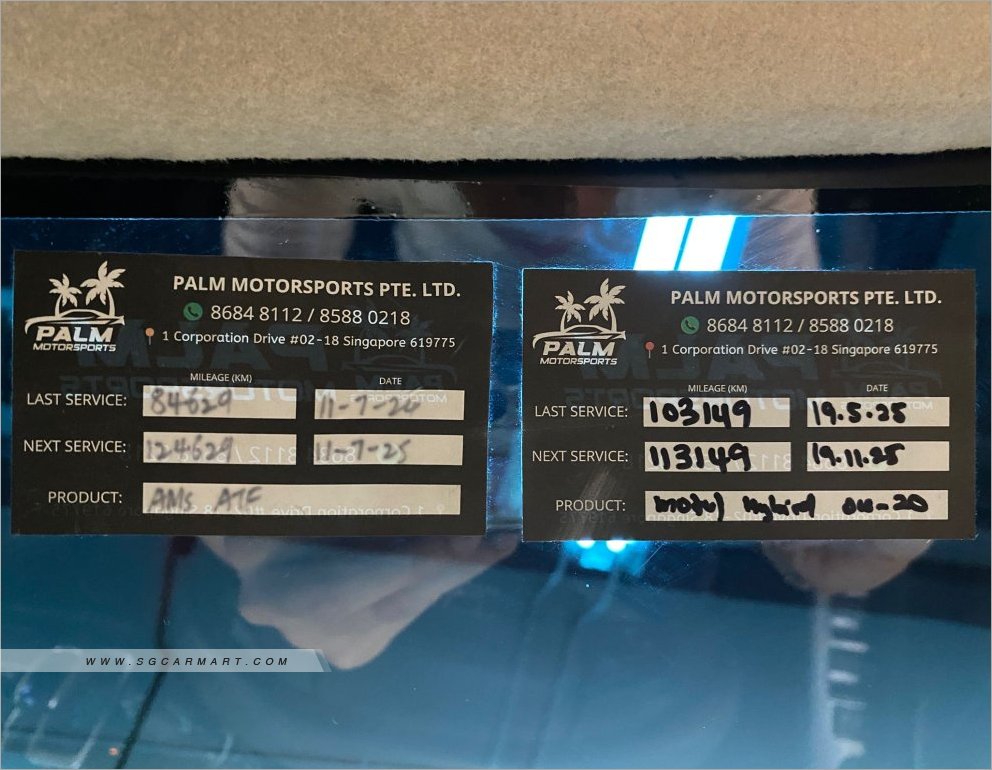 PALM MOTORSPORTS PTE. LTD.
8684 8112 / 8588 0218
1 Corporation Drive #02-18 Singapore 619775
PALM
MOTORSPORTS
MILEAGE (KM) DATE
LAST SERVICE: 84629 11-7-24
NEXT SERVICE: 124629 11-7-25
PRODUCT: AMS ATF
PALM MOTORSPORTS PTE. LTD.
8684 8112 / 8588 0218
1 Corporation Drive #02-18 Singapore 619775
PALM
MOTORSPORTS
MILEAGE (KM) DATE
LAST SERVICE: 103149 19.5.25
NEXT SERVICE: 113149 19.11.25
PRODUCT: motul Hybrid 0w-20
WWW.SGCARMART.COM